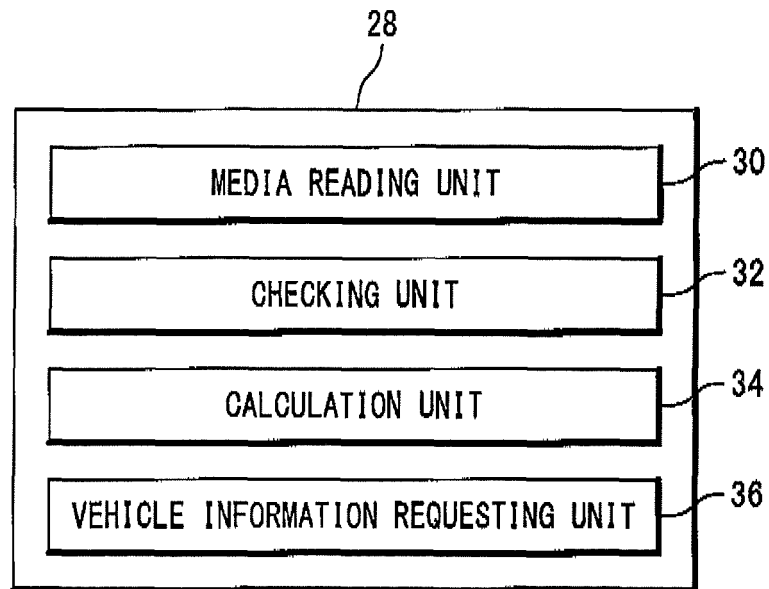 28
MEDIA READING UNIT 30
CHECKING UNIT 32
CALCULATION UNIT 34
VEHICLE INFORMATION REQUESTING UNIT 36